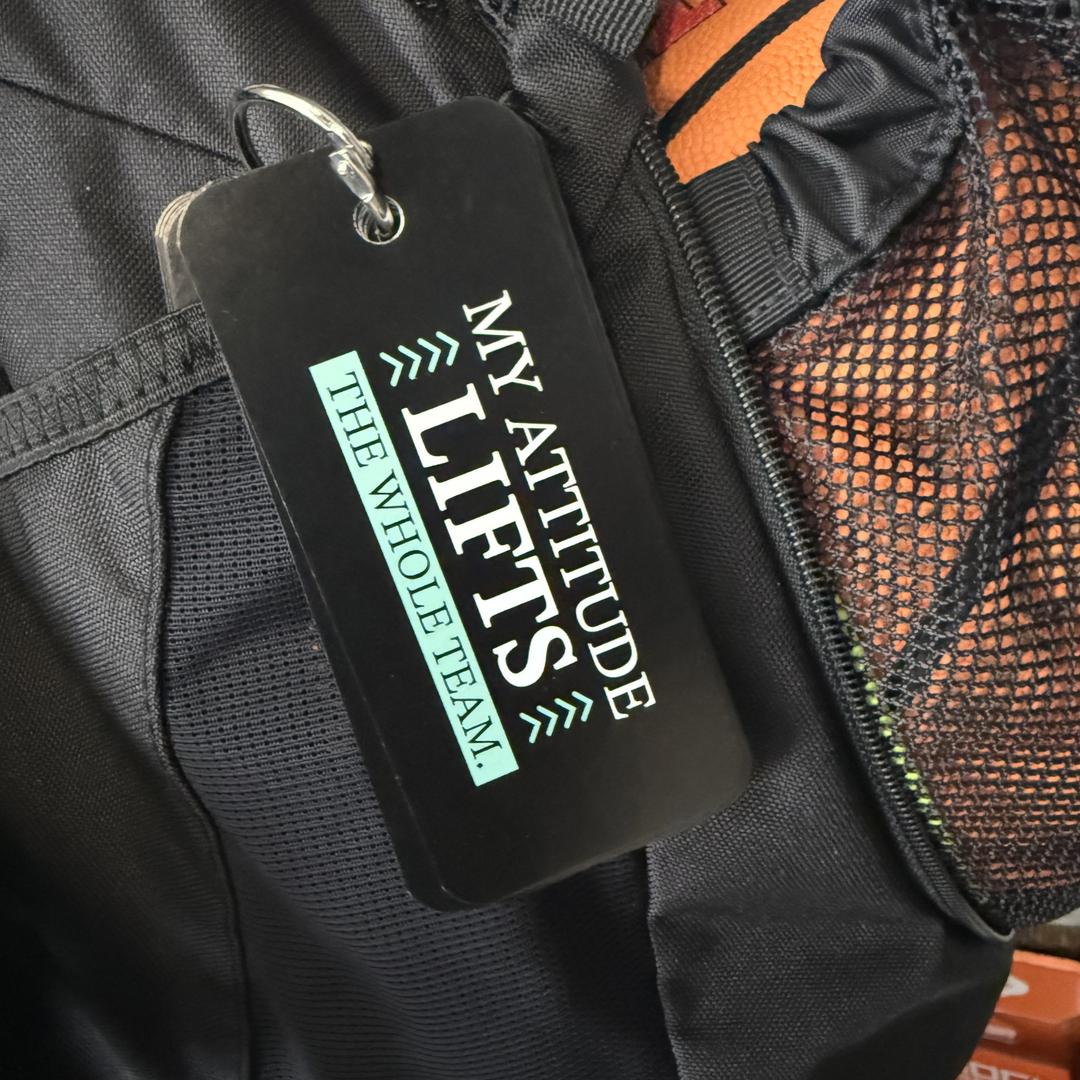 MY ATTITUDE
LIFTS
THE WHOLE TEAM.